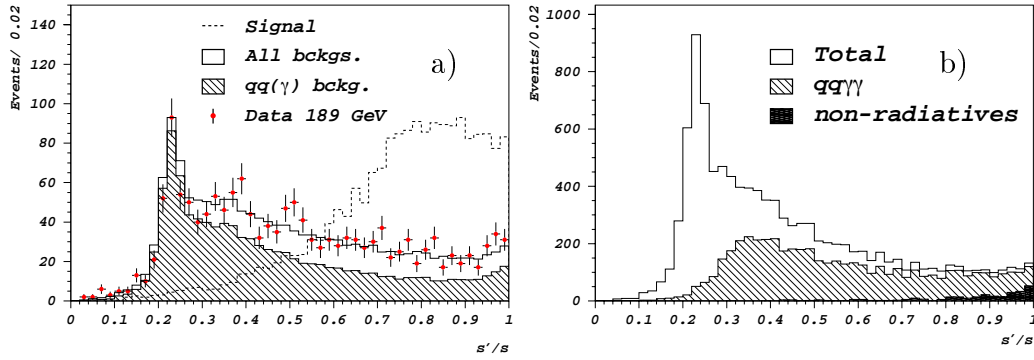 Events/ 0.02
140
120
100
80
60
40
20
0
Signal
All bckgs.
qq(γ) bckg.
Data 189 GeV
a)
0 0.1 0.2 0.3 0.4 0.5 0.6 0.7 0.8 0.9 1
s'/s
Events/0.02
1000
800
600
400
200
0
Total
qqγγ
non-radiatives
b)
0 0.1 0.2 0.3 0.4 0.5 0.6 0.7 0.8 0.9 1
s'/s